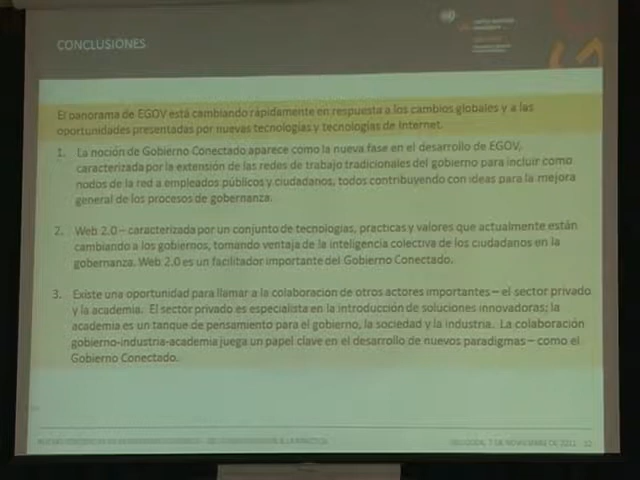 CONCLUSIONES
El panorama de EGOV está cambiando rápidamente en respuesta a los cambios globales y a las
oportunidades presentadas por nuevas tecnologías y tecnologías de Internet.
1. La noción de Gobierno Conectado aparece como la nueva fase en el desarrollo de EGOV,
caracterizada por la extensión de las redes de trabajo tradicionales del gobierno para incluir como
nodos de la red a empleados públicos y ciudadanos, todos contribuyendo con ideas para la mejora
general de los procesos de gobernanza.
2. Web 2.0 – caracterizada por un conjunto de tecnologías, practicas y valores que actualmente están
cambiando a los gobiernos, tomando ventaja de la inteligencia colectiva de los ciudadanos en la
gobernanza. Web 2.0 es un facilitador importante del Gobierno Conectado.
3. Existe una oportunidad para llamar a la colaboración de otros actores importantes – el sector privado
y la academia. El sector privado es especialista en la introducción de soluciones innovadoras; la
academia es un tanque de pensamiento para el gobierno, la sociedad y la industria. La colaboración
gobierno-industria-academia juega un papel clave en el desarrollo de nuevos paradigmas – como el
Gobierno Conectado.
7 DE NOVIEMBRE DE 2011